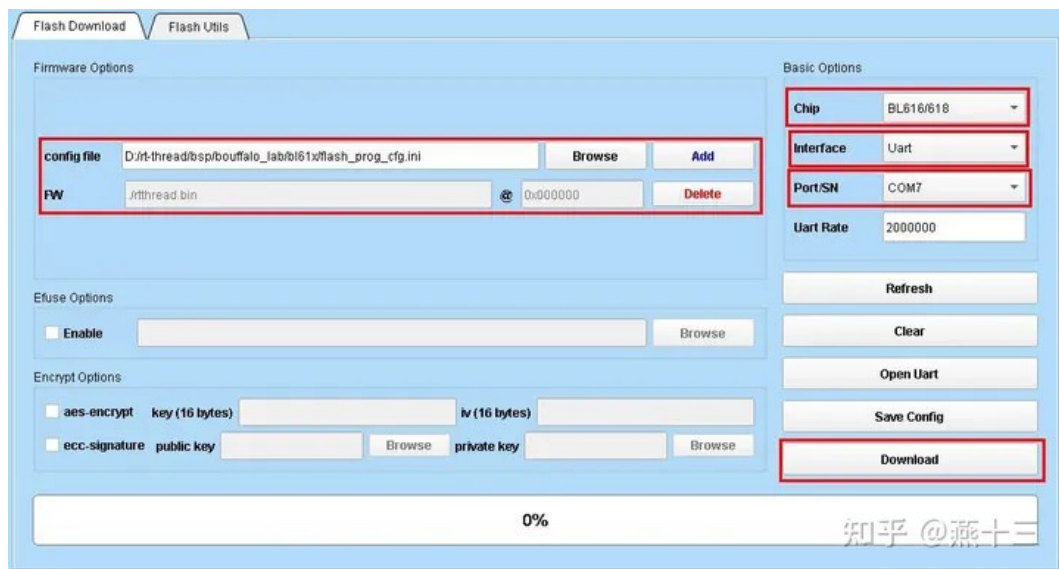 Flash Download Flash Utils
Firmware Options
config file D:/rt-thread/bsp/bouffalo_lab/bl61x/flash_prog_cfg.ini Browse Add
FW ./rtthread.bin @ 0x000000 Delete
Efuse Options
Enable Browse
Encrypt Options
aes-encrypt key (16 bytes) iv (16 bytes)
ecc-signature public key Browse private key Browse
Basic Options
Chip BL616/618
Interface Uart
Port/SN COM7
Uart Rate 2000000
Refresh
Clear
Open Uart
Save Config
Download
0%
知乎 @燕十三